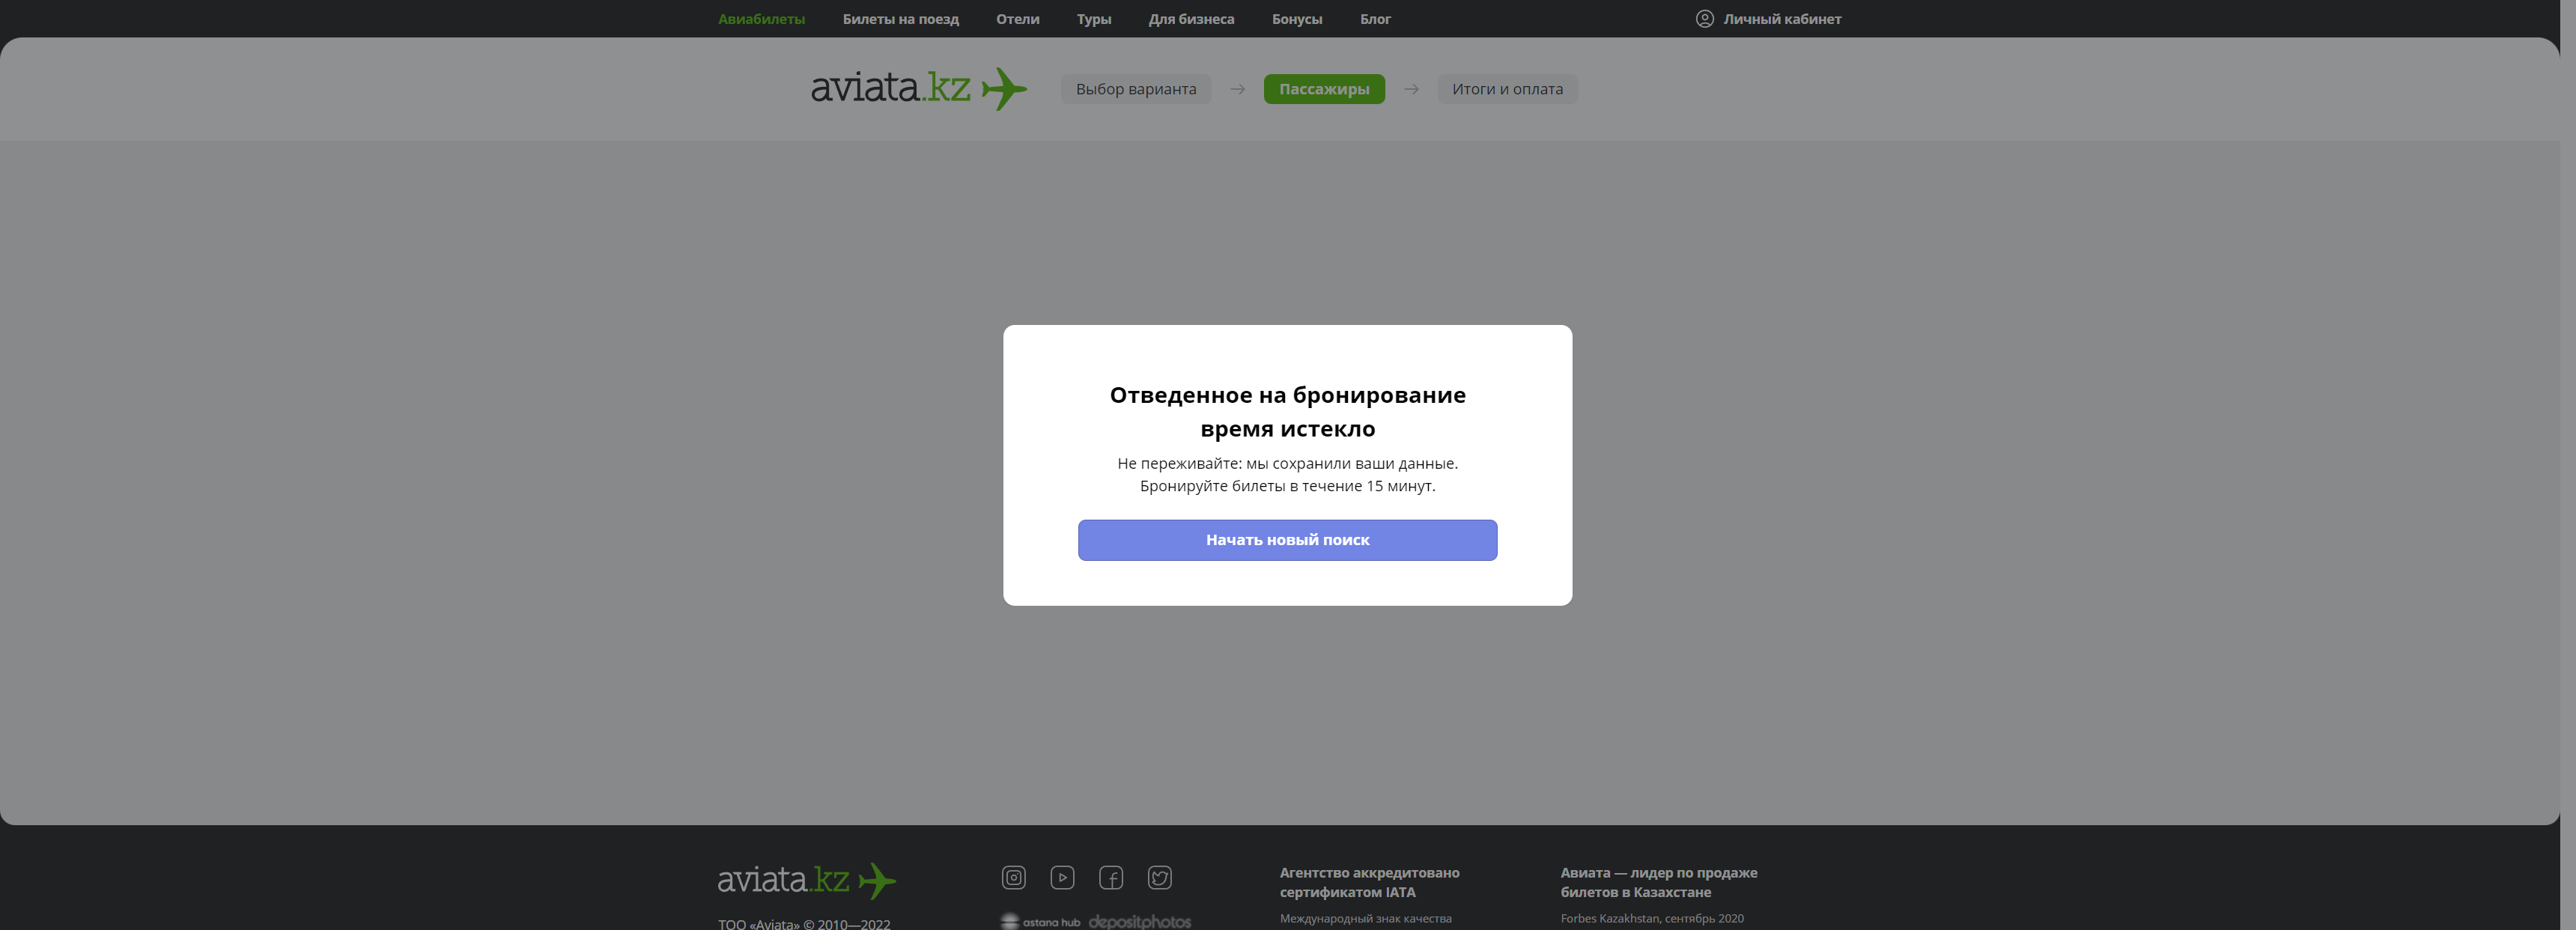 Авиабилеты Билеты на поезд Отели Туры Для бизнеса Бонусы Блог Личный кабинет
aviata.kz Выбор варианта Пассажиры Итоги и оплата
Отведенное на бронирование
время истекло
Не переживайте: мы сохранили ваши данные.
Бронируйте билеты в течение 15 минут.
Начать новый поиск
aviata.kz
ТОО «Aviata» © 2010—2022
astana hub depositphotos
Агентство аккредитовано
сертификатом IATA
Международный знак качества
Авиата — лидер по продаже
билетов в Казахстане
Forbes Kazakhstan, сентябрь 2020